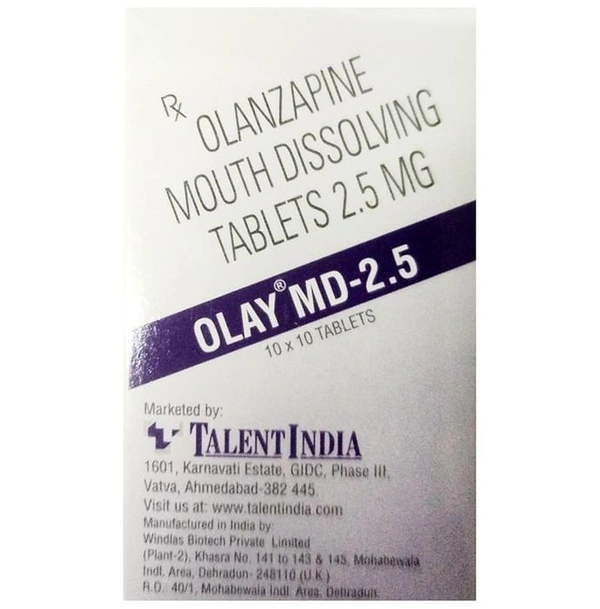 Rx OLANZAPINE
MOUTH DISSOLVING
TABLETS 2.5 MG
OLAY® MD-2.5
10 x 10 TABLETS
Marketed by:
TALENT INDIA
1601, Karnavati Estate, GIDC, Phase III,
Vatva, Ahmedabad-382 445.
Visit us at: www.talentindia.com
Manufactured in India by:
Windlas Biotech Private Limited
(Plant-2), Khasra No. 141 to 143 & 145, Mohabewala
Indl. Area, Dehradun- 248110 (U.K.)
R.O.: 40/1, Mohabewala Indl. Area, Dehradun.